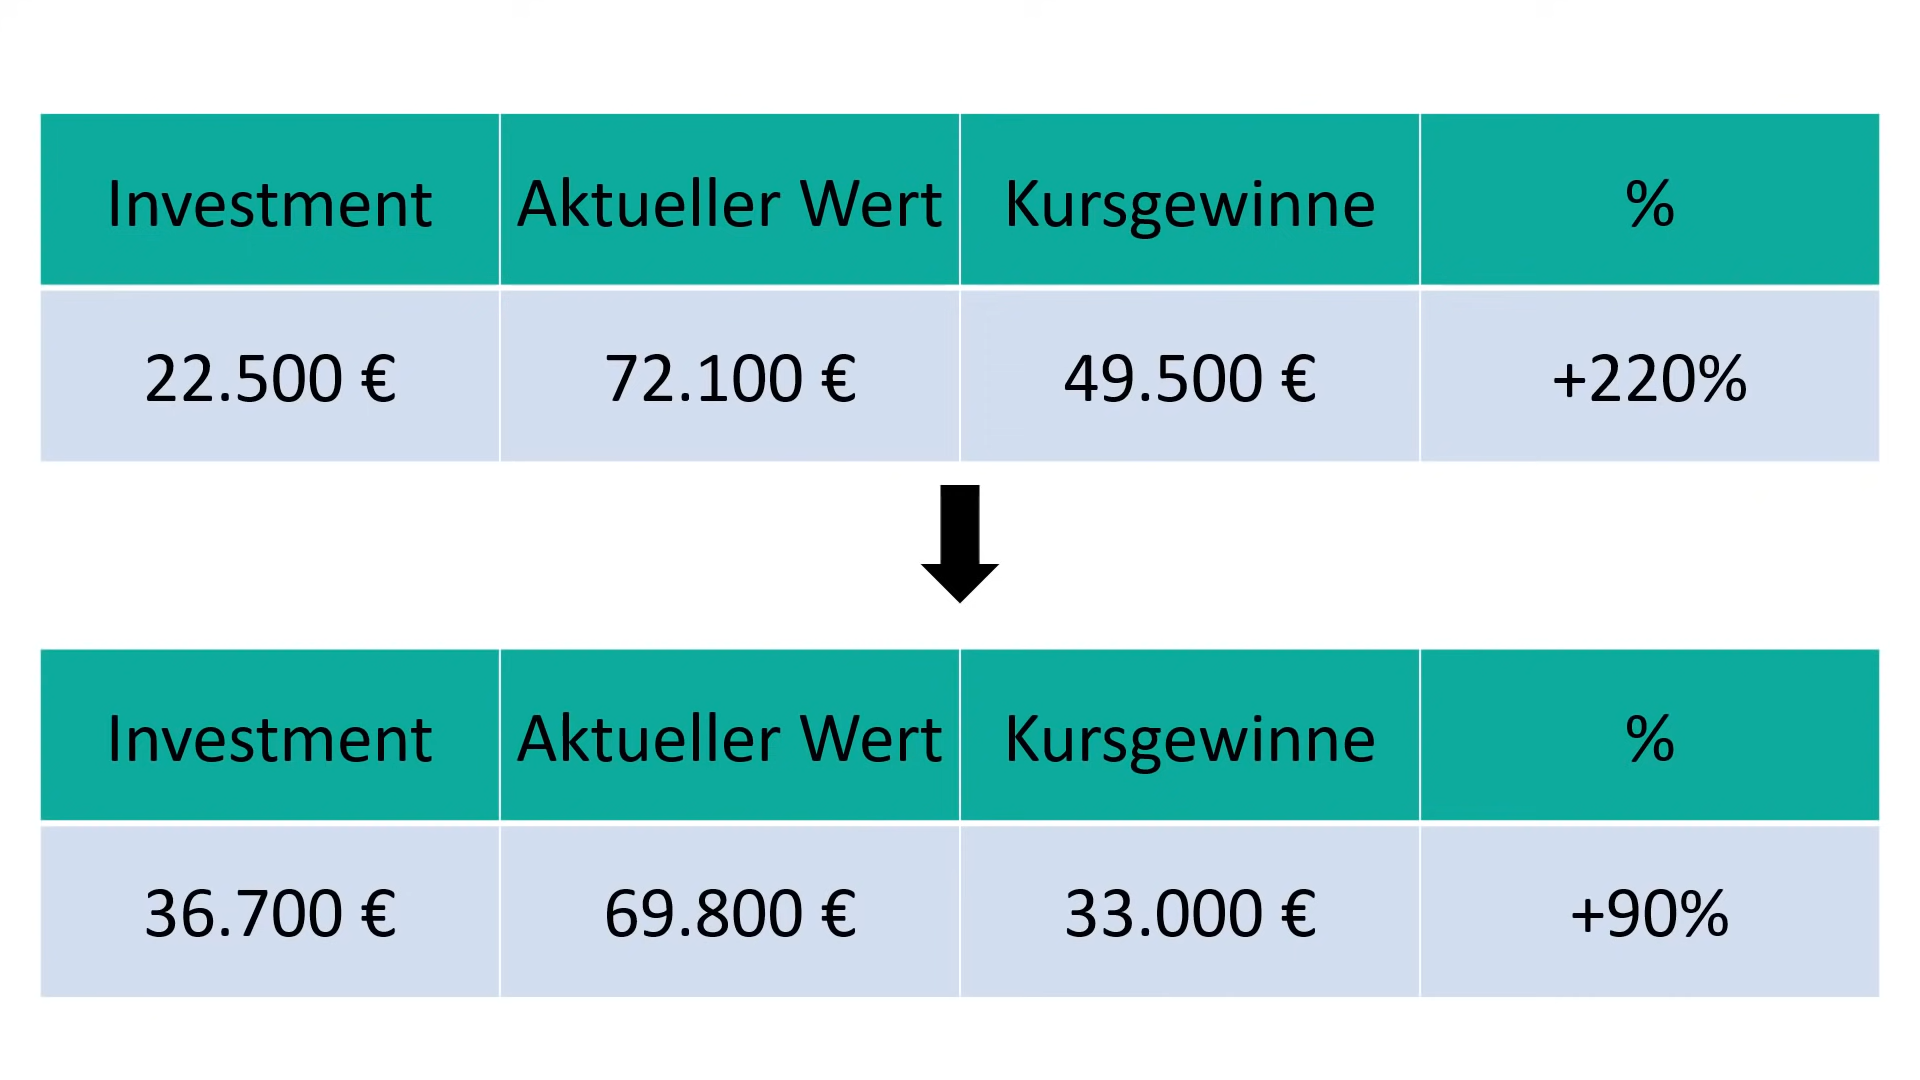 Investment Aktueller Wert Kursgewinne %
22.500 € 72.100 € 49.500 € +220%
Investment Aktueller Wert Kursgewinne %
36.700 € 69.800 € 33.000 € +90%